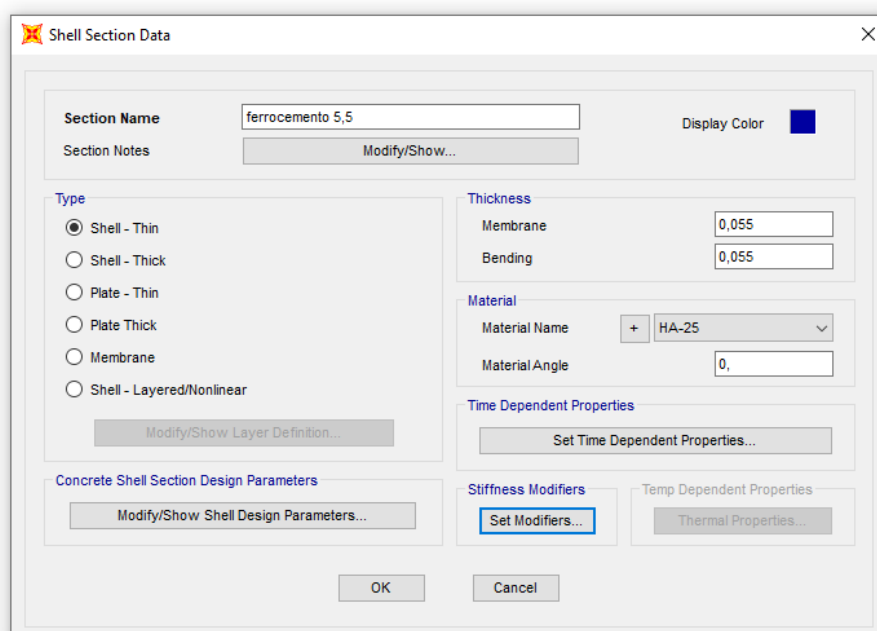 Shell Section Data
Section Name ferrocemento 5,5 Display Color
Section Notes Modify/Show...
Type
Shell - Thin
Shell - Thick
Plate - Thin
Plate Thick
Membrane
Shell - Layered/Nonlinear
Modify/Show Layer Definition...
Concrete Shell Section Design Parameters
Modify/Show Shell Design Parameters...
Thickness
Membrane 0,055
Bending 0,055
Material
Material Name + HA-25
Material Angle 0,
Time Dependent Properties
Set Time Dependent Properties...
Stiffness Modifiers
Set Modifiers...
Temp Dependent Properties
Thermal Properties...
OK
Cancel